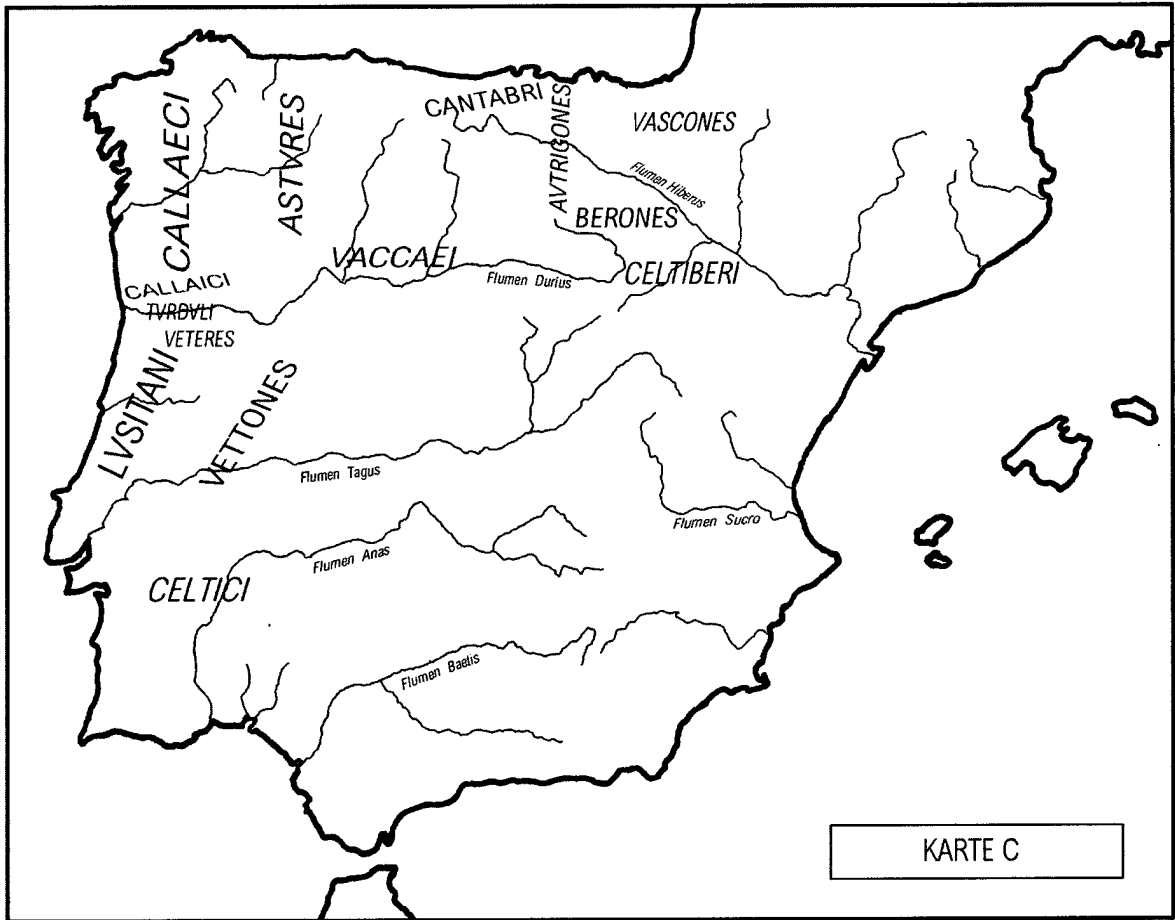 CALLAECI
ASTVRES
CANTABRI
AVTRIGONES
VASCONES
Flumen Hiberus
BERONES
VACCAEI
Flumen Durius
CELTIBERI
CALLAICI
TVRDVLI
VETERES
LVSITANI
VETTONES
Flumen Tagus
Flumen Sucro
Flumen Anas
CELTICI
Flumen Baelis
KARTE C